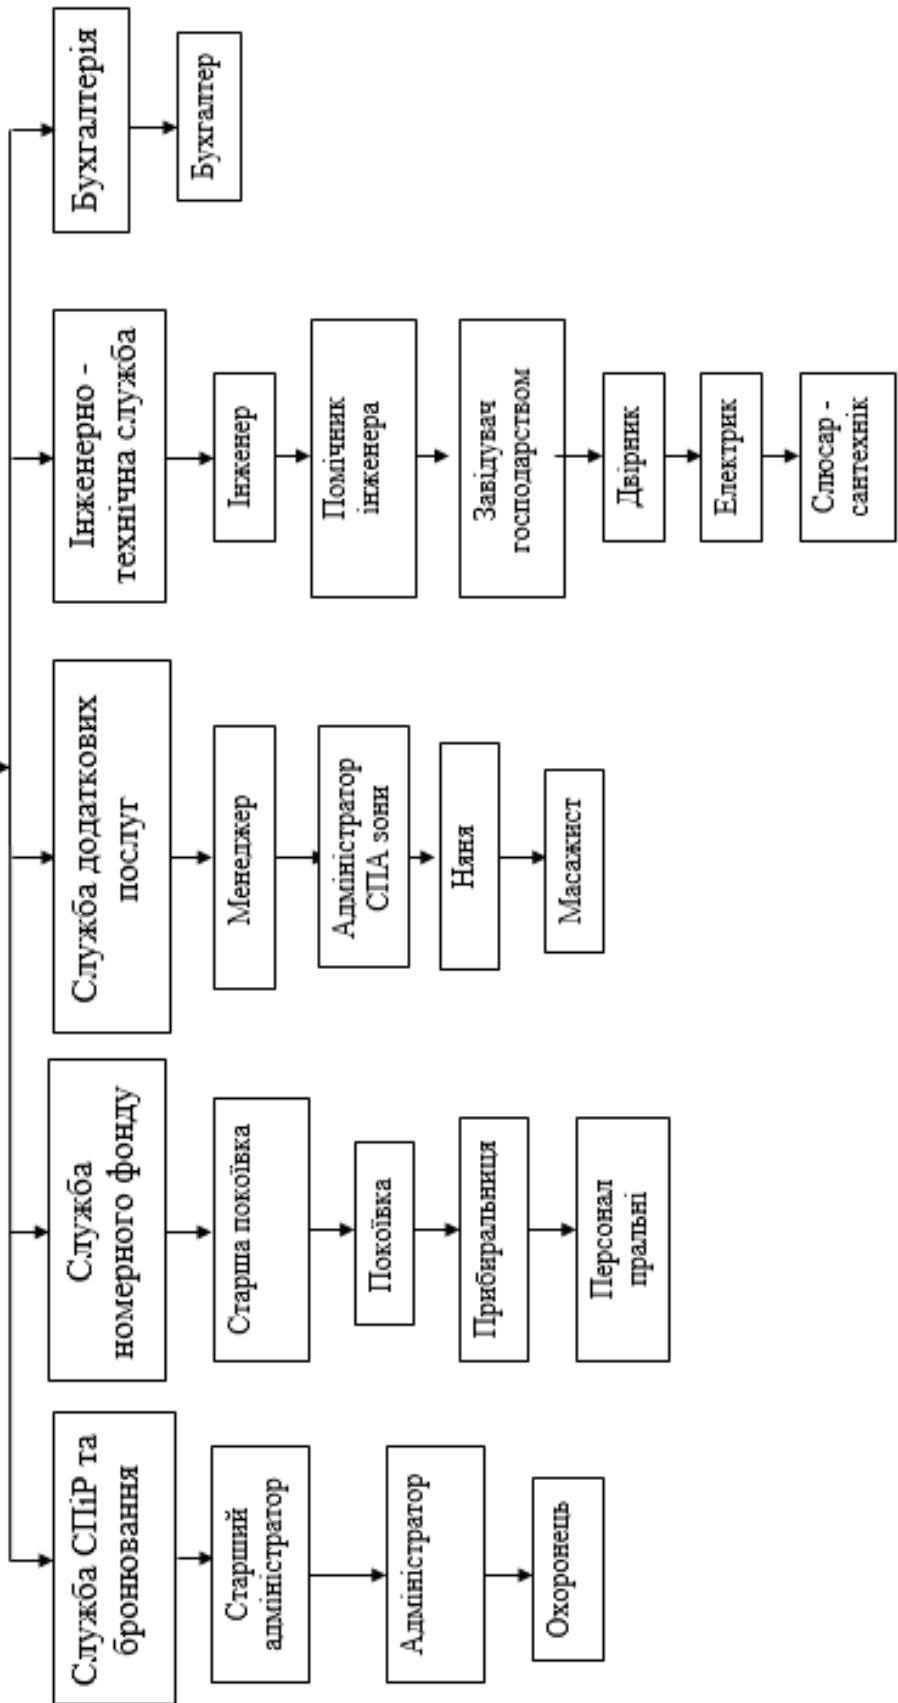 Служба СПіР та
бронювання
Старший
адміністратор
Адміністратор
Охоронець
Служба
номерного фонду
Старша покоївка
Покоївка
Прибиральниця
Персонал
пральні
Служба додаткових
послуг
Менеджер
Адміністратор
СПА зони
Няня
Масажист
Інженерно -
технічна служба
Інженер
Помічник
інженера
Завідувач
господарством
Двірник
Електрик
Слюсар -
сантехнік
Бухгалтерія
Бухгалтер